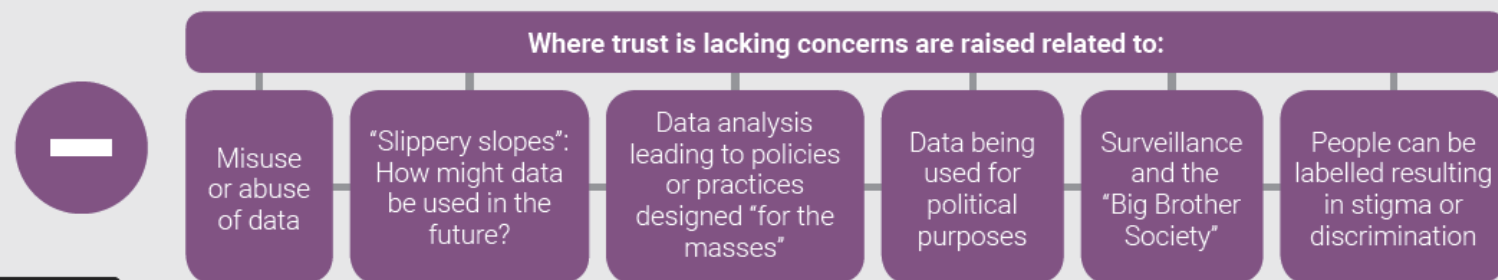 Where trust is lacking concerns are raised related to:
Misuse
or abuse
of data
“Slippery slopes”:
How might data
be used in the
future?
Data analysis
leading to policies
or practices
designed “for the
masses”
Data being
used for
political
purposes
Surveillance
and the
“Big Brother
Society”
People can be
labelled resulting
in stigma or
discrimination